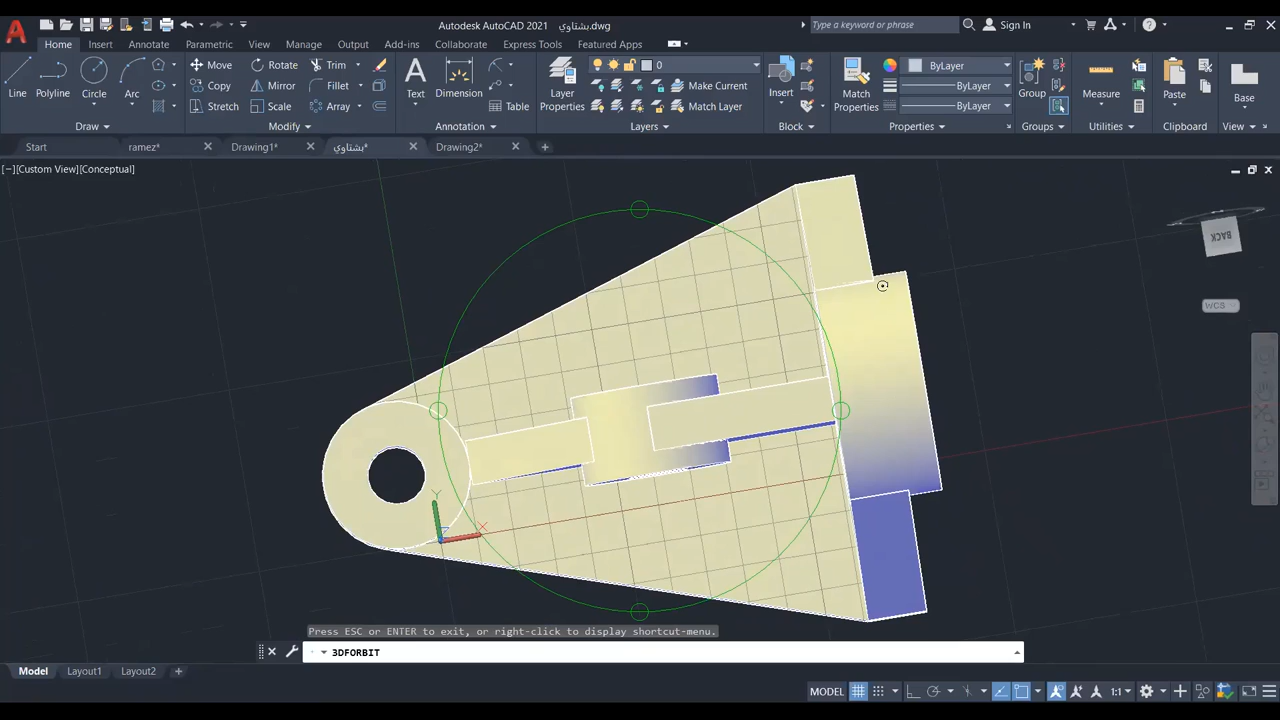 Autodesk AutoCAD 2021 بشتاوي.dwg
Type a keyword or phrase
Sign In
Home Insert Annotate Parametric View Manage Output Add-ins Collaborate Express Tools Featured Apps
Line
Polyline
Circle
Arc
Move
Rotate
Trim
Copy
Mirror
Fillet
Stretch
Scale
Array
Text
Dimension
Table
Layer
Properties
0
Make Current
Match Layer
Insert
Match
Properties
ByLayer
ByLayer
ByLayer
Group
Measure
Paste
Base
Draw Modify Annotation Layers Block Properties Groups Utilities Clipboard View
Start ramez* Drawing1* بشتاوي* Drawing2*
[−][Custom View][Conceptual]
BACK
WCS
Y
X
Press ESC or ENTER to exit, or right-click to display shortcut-menu.
3DFORBIT
Model Layout1 Layout2
MODEL
1:1